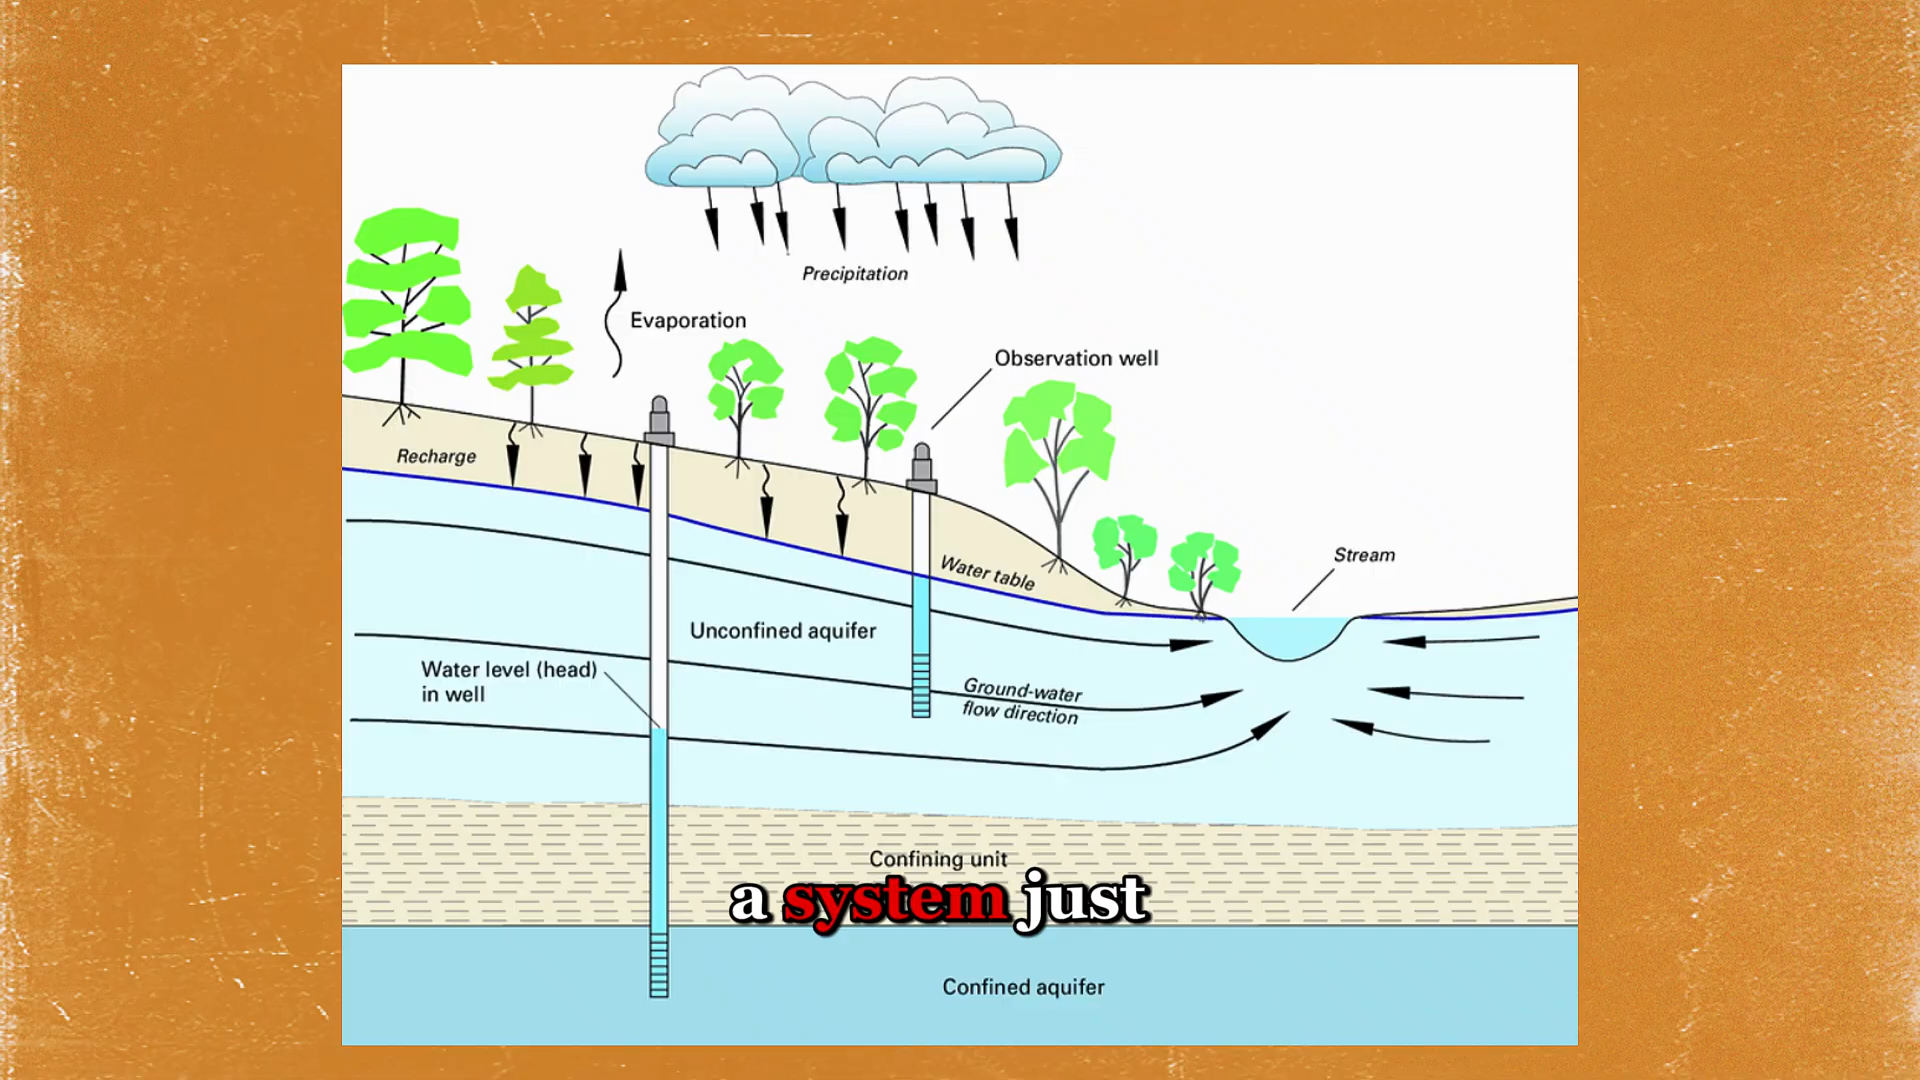 Precipitation
Evaporation
Observation well
Recharge
Stream
Water table
Unconfined aquifer
Water level (head)
in well
Ground-water
flow direction
Confining unit
a system just
Confined aquifer